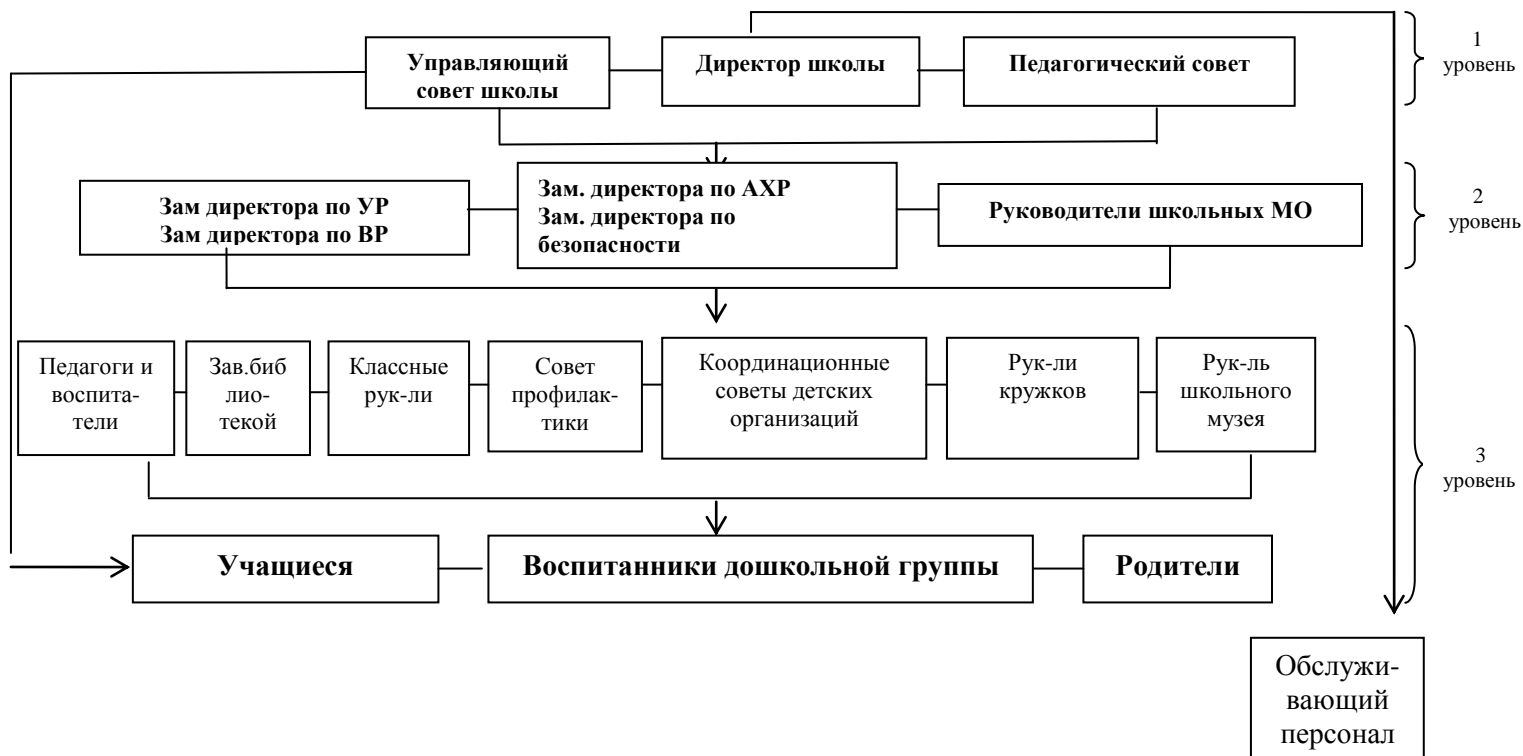 Управляющий
совет школы
Директор школы
Педагогический совет
1
уровень
Зам директора по УР
Зам директора по ВР
Зам. директора по АХР
Зам. директора по
безопасности
Руководители школьных МО
2
уровень
Педагоги и
воспита-
тели
Зав.биб
лио-
текой
Классные
рук-ли
Совет
профилак-
тики
Координационные
советы детских
организаций
Рук-ли
кружков
Рук-ль
школьного
музея
3
уровень
Учащиеся
Воспитанники дошкольной группы
Родители
Обслужи-
вающий
персонал